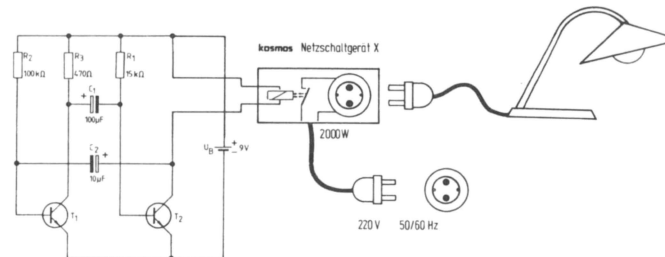 kosmos Netzschaltgerät X
R2
100kΩ
R3
470Ω
R1
15kΩ
C1
+
100µF
2000W
UB
+
−
9V
C2
+
10µF
T1
T2
220V 50/60 Hz